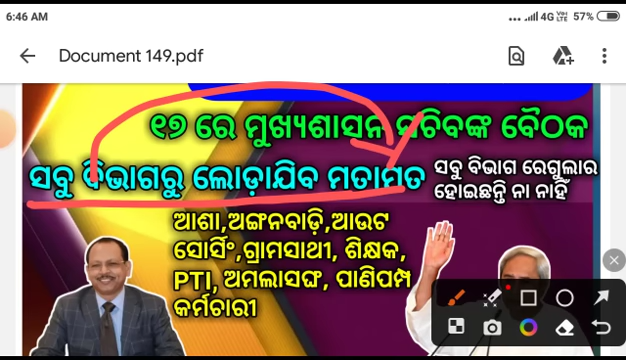 6:46 AM
4G VoLTE 57%
Document 149.pdf
୧୭ ରେ ମୁଖ୍ୟଶାସନ ସଚିବଙ୍କ ବୈଠକ
ସବୁ ବିଭାଗରୁ ଲୋଡ଼ାଯିବ ମତାମତ
ସବୁ ବିଭାଗ ରେଗୁଲାର
ହୋଇଛନ୍ତି ନା ନାହିଁ
ଆଶା,ଅଙ୍ଗନବାଡ଼ି,ଆଉଟ
ସୋର୍ସିଂ,ଗ୍ରାମସାଥୀ, ଶିକ୍ଷକ,
PTI, ଅମଲାସଙ୍ଘ, ପାଣିପମ୍ପ
କର୍ମଚାରୀ